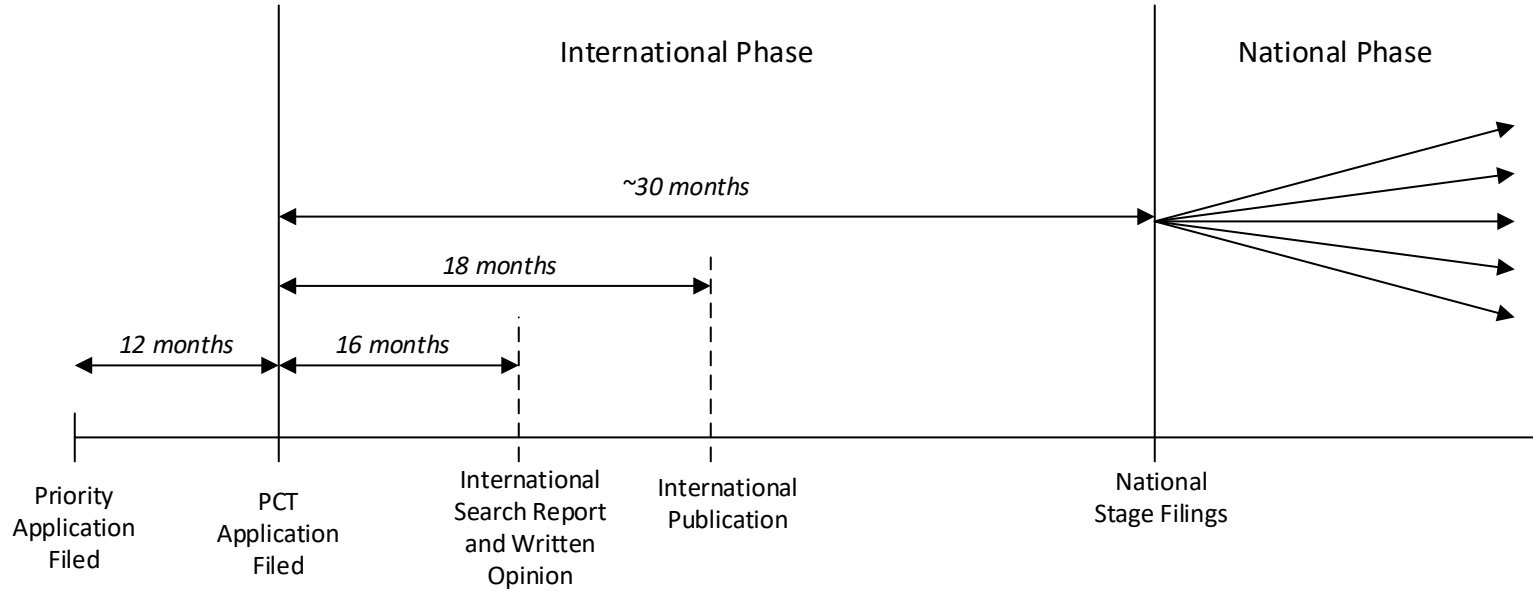 International Phase
National Phase
~30 months
18 months
12 months
16 months
Priority
Application
Filed
PCT
Application
Filed
International
Search Report
and Written
Opinion
International
Publication
National
Stage Filings